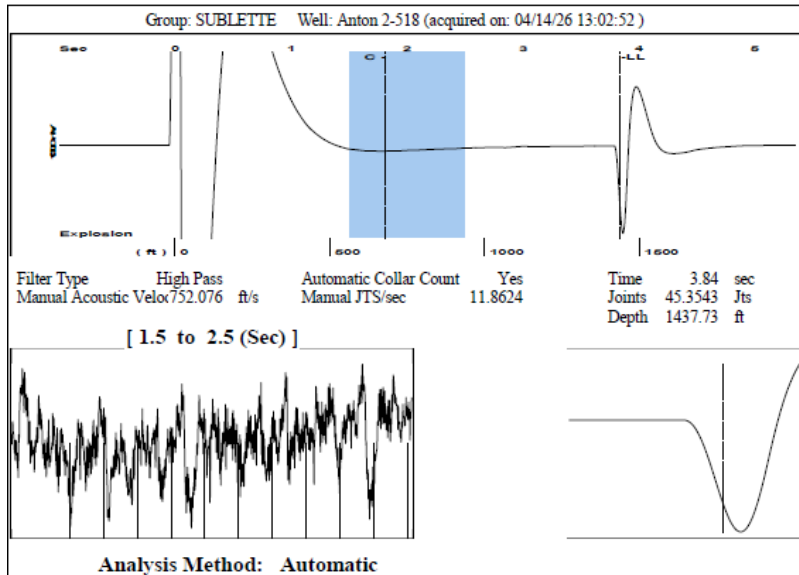 Group: SUBLETTE Well: Anton 2-518 (acquired on: 04/14/26 13:02:52 )
Sec 0 1 2 3 4 5
C LL
Explosion
( ft ) 0 500 1000 1500
Filter Type High Pass Automatic Collar Count Yes Time 3.84 sec
Manual Acoustic Veloc 752.076 ft/s Manual JTS/sec 11.8624 Joints 45.3543 Jts
Depth 1437.73 ft
[ 1.5 to 2.5 (Sec) ]
Analysis Method: Automatic